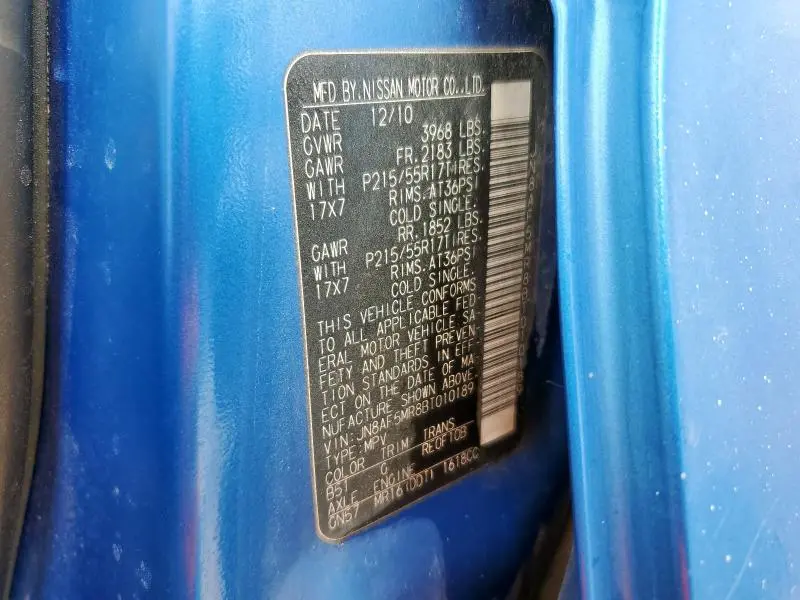 MFD BY.NISSAN MOTOR CO.,LTD.
DATE 12/10
GVWR 3968 LBS.
GAWR FR.2183 LBS.
WITH P215/55R17TIRES.
17X7 RIMS.AT36PSI
COLD SINGLE.
GAWR RR.1852 LBS.
WITH P215/55R17TIRES.
17X7 RIMS.AT36PSI
COLD SINGLE.
THIS VEHICLE CONFORMS
TO ALL APPLICABLE FED-
ERAL MOTOR VEHICLE SA-
FETY AND THEFT PREVEN-
TION STANDARDS IN EFF-
ECT ON THE DATE OF MA-
NUFACTURE SHOWN ABOVE.
VIN: JN8AF5MR8BT010189
TYPE: MPV
COLOR TRIM TRANS
B51 G RE0F10B
AXLE ENGINE
GN57 MR16(DDT) 1618CC